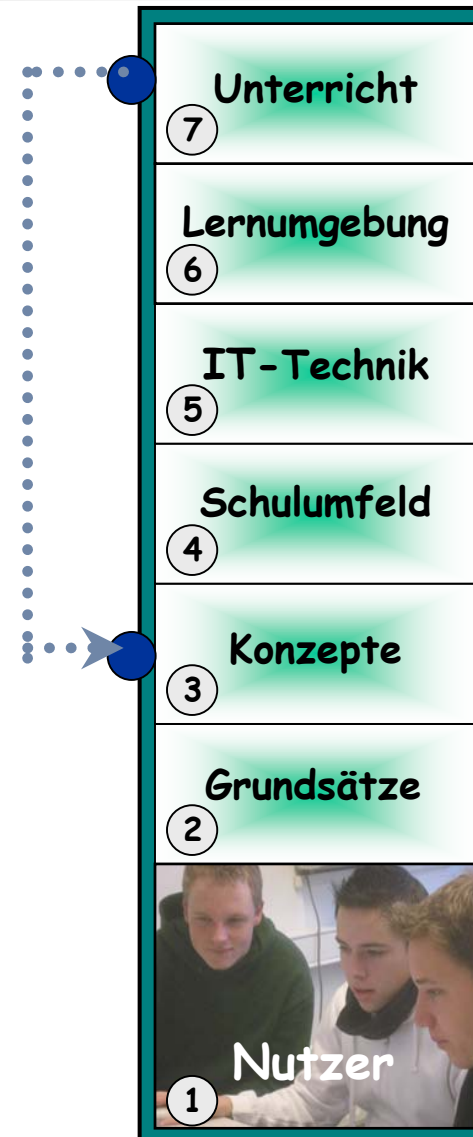 Unterricht
7
Lernumgebung
6
IT-Technik
5
Schulumfeld
4
Konzepte
3
Grundsätze
2
Nutzer
1